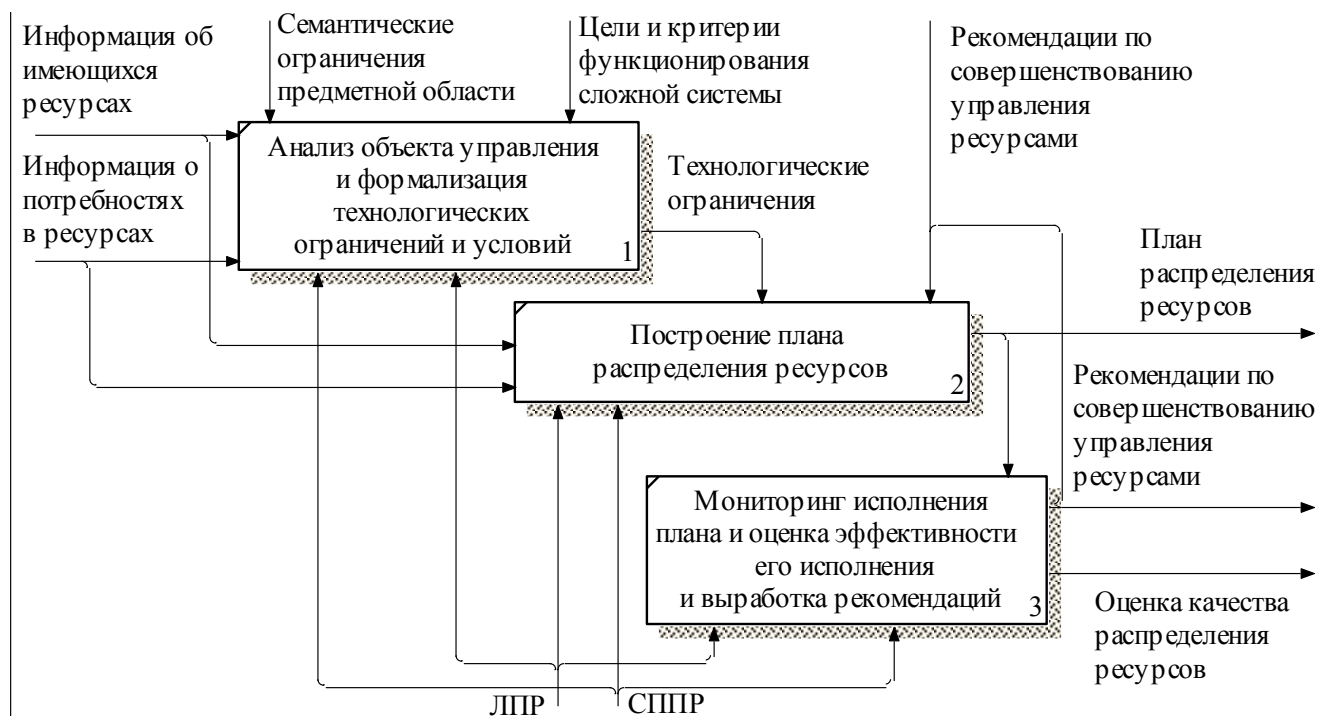 Информация об
имеющихся
ресурсах
Семантические
ограничения
предметной области
Цели и критерии
функционирования
сложной системы
Рекомендации по
совершенствованию
управления
ресурсами
Информация о
потребностях
в ресурсах
Анализ объекта управления
и формализация
технологических
ограничений и условий
1
Технологические
ограничения
План
распределения
ресурсов
Построение плана
распределения ресурсов
2
Рекомендации по
совершенствованию
управления
ресурсами
Мониторинг исполнения
плана и оценка эффективности
его исполнения
и выработка рекомендаций
3
Оценка качества
распределения
ресурсов
ЛПР
СППР